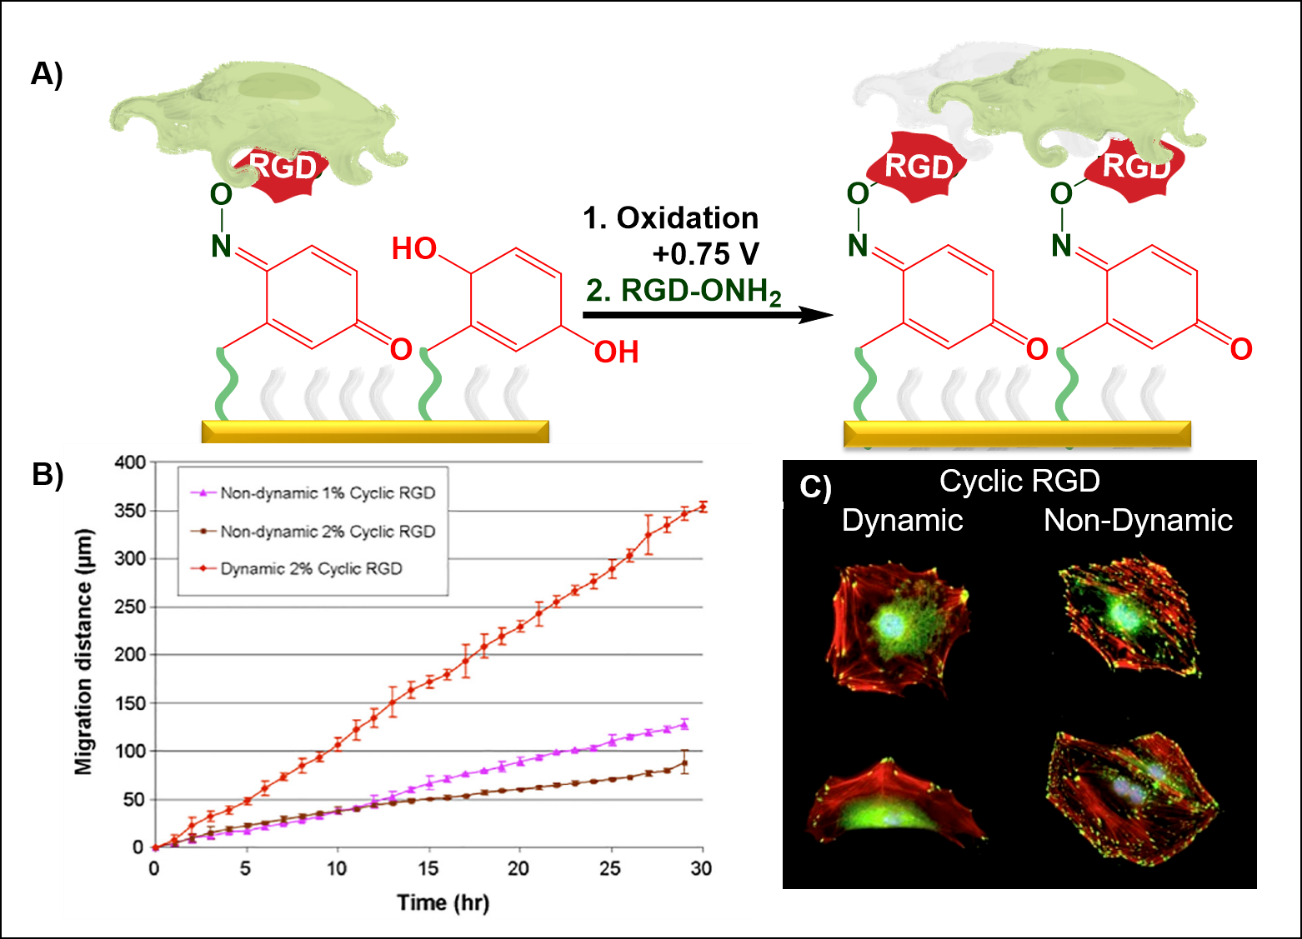 A)
RGD
O
N
HO
O
OH
1. Oxidation
+0.75 V
2. RGD-ONH₂
RGD
RGD
O
O
N
N
O
O
B)
400
350
300
250
200
150
100
50
0
Migration distance (µm)
Non-dynamic 1% Cyclic RGD
Non-dynamic 2% Cyclic RGD
Dynamic 2% Cyclic RGD
0
5
10
15
20
25
30
Time (hr)
C)
Cyclic RGD
Dynamic
Non-Dynamic